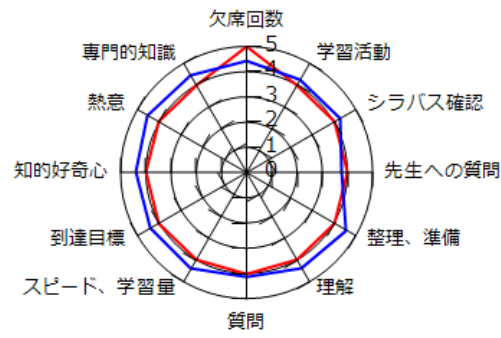 欠席回数
学習活動
シラバス確認
先生への質問
整理、準備
理解
質問
スピード、学習量
到達目標
知的好奇心
熱意
専門的知識
5
4
3
2
1
0